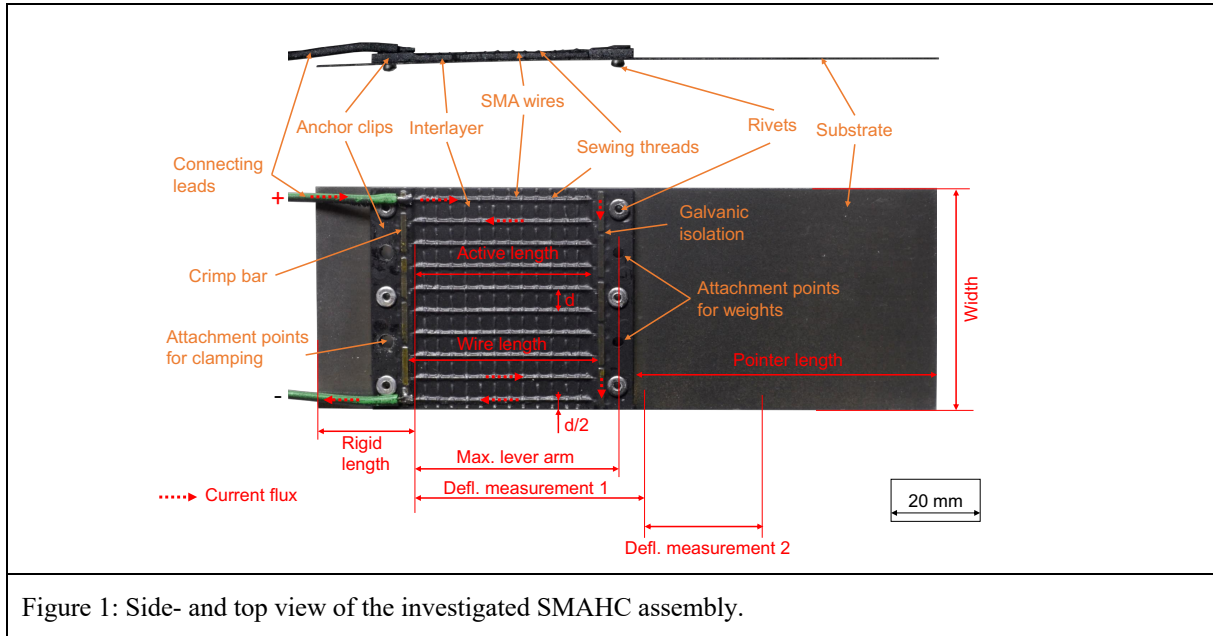 SMA wires
Anchor clips
Interlayer
Rivets
Substrate
Connecting
leads
Sewing threads
+
Galvanic
isolation
Active length
Crimp bar
d
Attachment points
for weights
Width
Attachment points
for clamping
Wire length
Pointer length
-
d/2
Rigid
length
Max. lever arm
Current flux
Defl. measurement 1
20 mm
Defl. measurement 2
Figure 1: Side- and top view of the investigated SMAHC assembly.